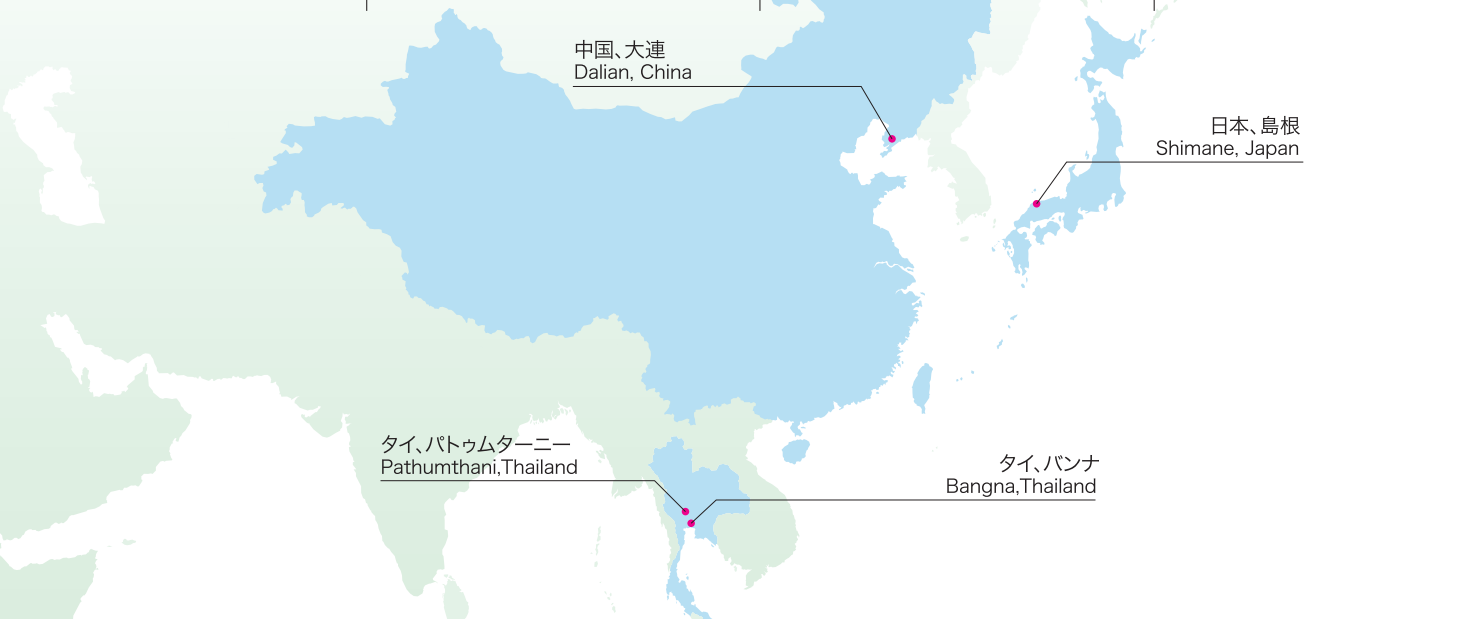 中国、大連
Dalian, China
日本、島根
Shimane, Japan
タイ、パトゥムターニー
Pathumthani,Thailand
タイ、バンナ
Bangna,Thailand